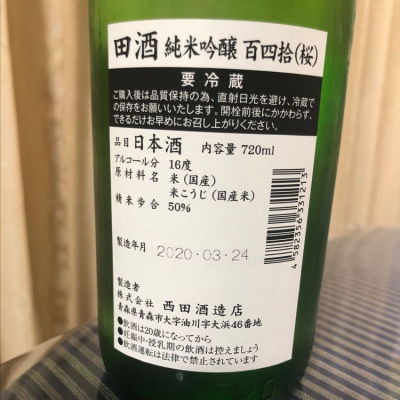 田酒 純米吟醸 百四拾(桜)
要冷蔵
ご購入後は品質保持の為、直射日光を避け、冷蔵で
の保存をお願いいたします。開栓前後にかかわらず、
できるだけお早めにお召し上がりください。
品目 日本酒 内容量 720ml
アルコール分 16度
原材料名 米(国産)
米こうじ(国産米)
精米歩合 50%
製造年月 2020.03.24
製造者
株式会社 西田酒造店
青森県青森市大字油川字大浜46番地
●飲酒は20歳になってから
●妊娠中・授乳期の飲酒は控えましょう
●飲酒運転は法律で禁止されています
4582356331213